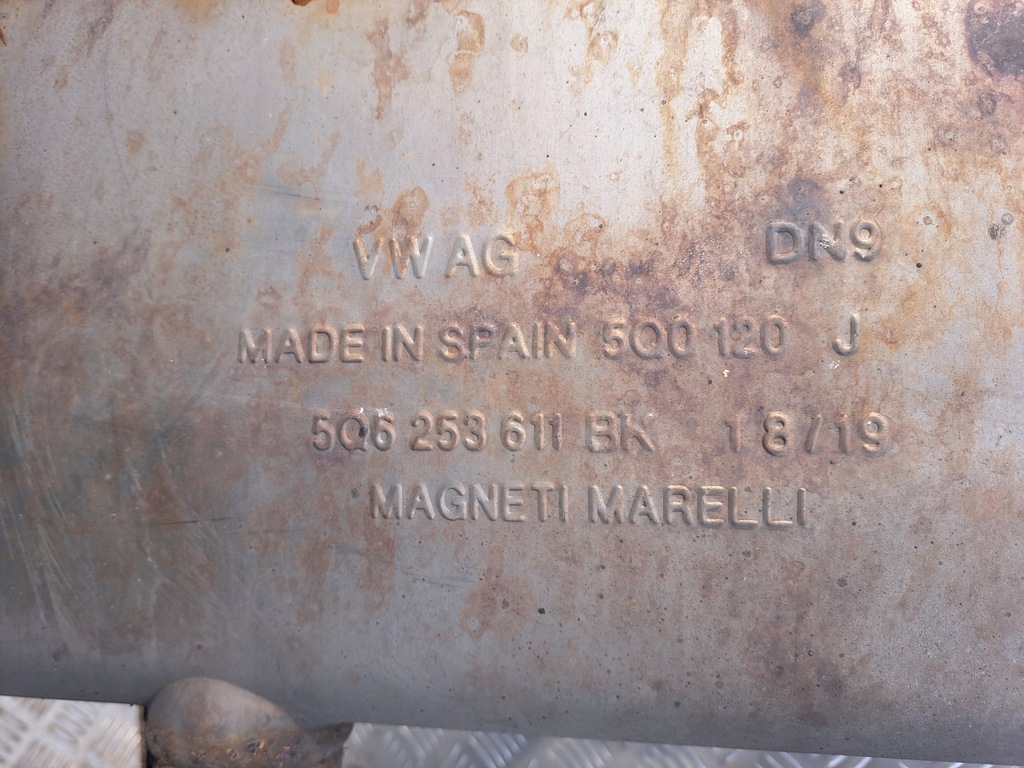 VW AG DN9
MADE IN SPAIN 5Q0 120 J
5Q6 253 611 BK 18/19
MAGNETI MARELLI